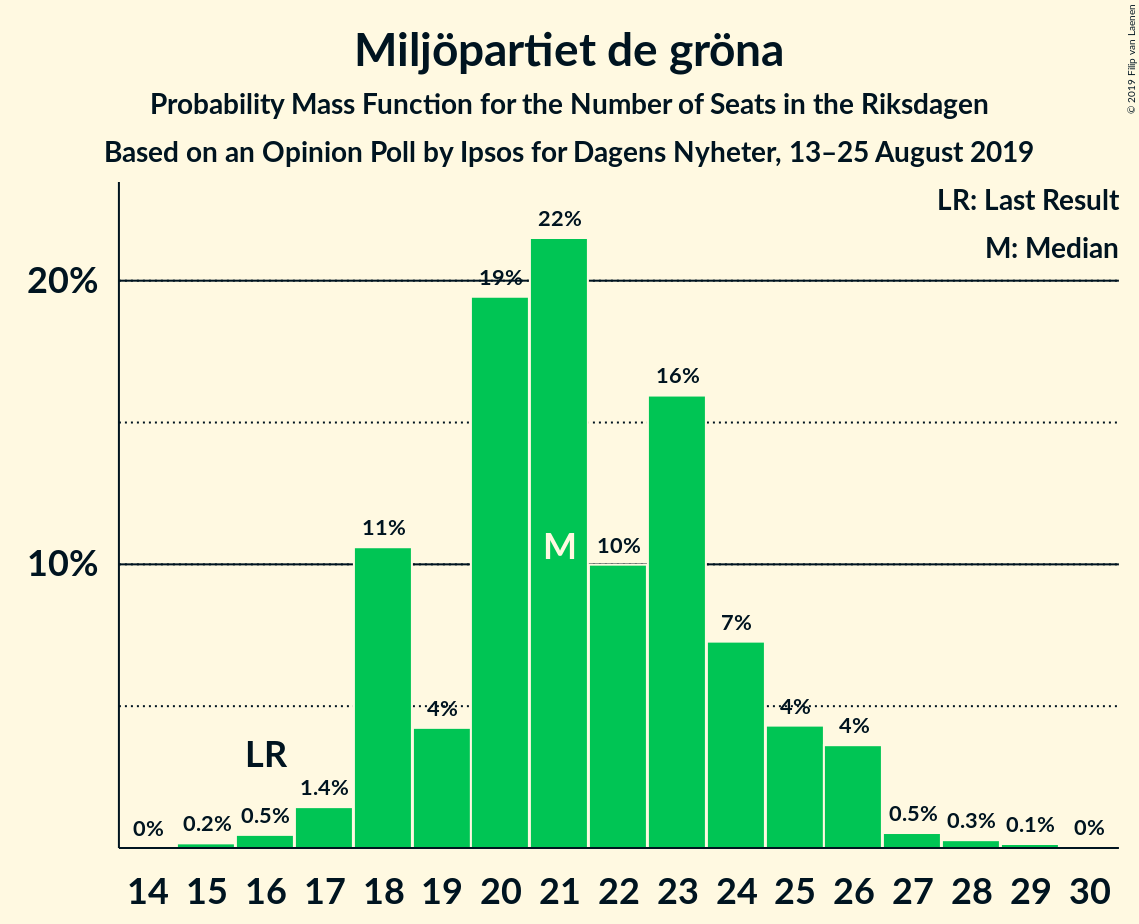 Miljöpartiet de gröna
Probability Mass Function for the Number of Seats in the Riksdagen
Based on an Opinion Poll by Ipsos for Dagens Nyheter, 13–25 August 2019
© 2019 Filip van Laenen
LR: Last Result
M: Median
22%
20%
19%
16%
11%
M
10%
10%
7%
4%
4%
4%
LR
1.4%
0%
0.2%
0.5%
0.5%
0.3%
0.1%
0%
14 15 16 17 18 19 20 21 22 23 24 25 26 27 28 29 30